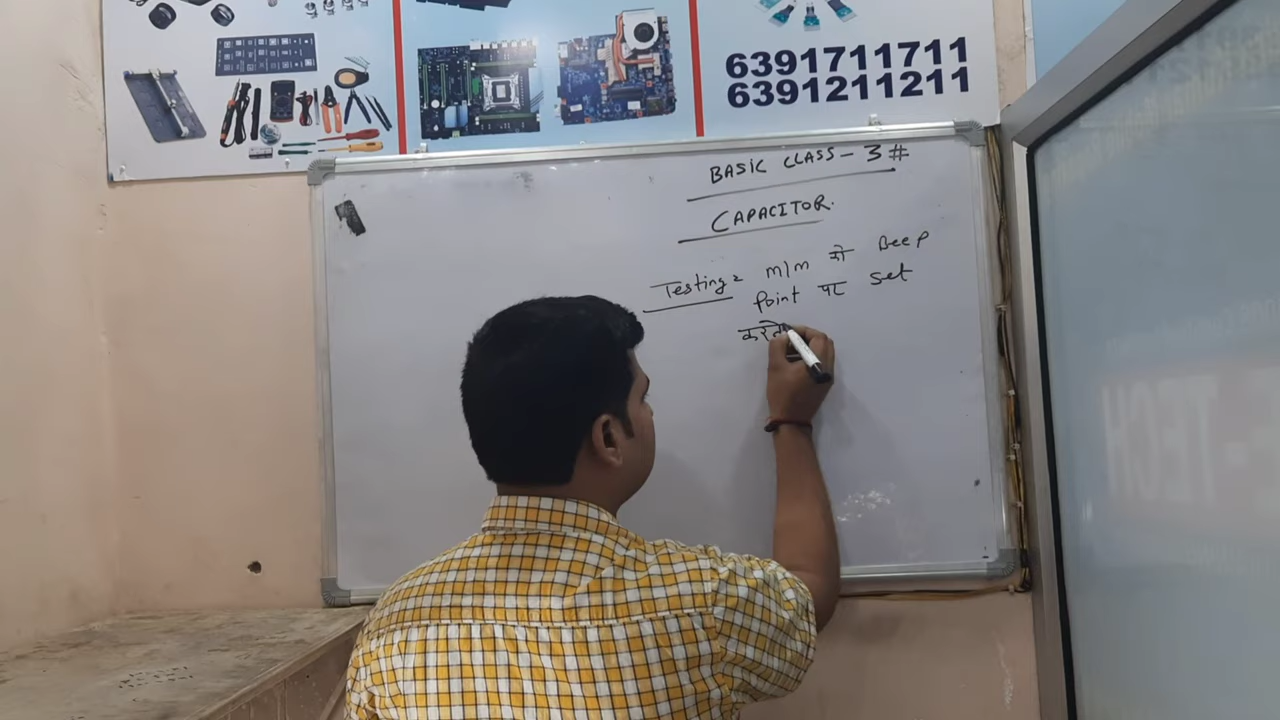 6391711711
6391211211
BASIC CLASS - 3 #
CAPACITOR.
Testing = m/m को Beep
Point पर set
करते